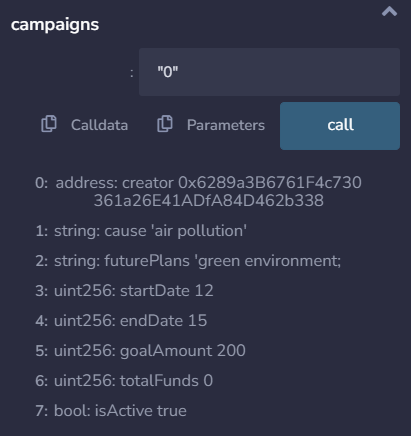 campaigns
: "0"
Calldata Parameters call
0: address: creator 0x6289a3B6761F4c730
361a26E41ADfA84D462b338
1: string: cause 'air pollution'
2: string: futurePlans 'green environment;
3: uint256: startDate 12
4: uint256: endDate 15
5: uint256: goalAmount 200
6: uint256: totalFunds 0
7: bool: isActive true